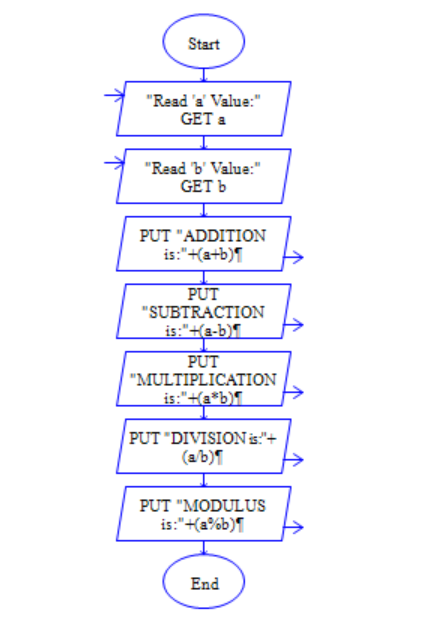 Start
"Read 'a' Value:"
GET a
"Read 'b' Value:"
GET b
PUT "ADDITION
is:"+(a+b)¶
PUT
"SUBTRACTION
is:"+(a-b)¶
PUT
"MULTIPLICATION
is:"+(a*b)¶
PUT "DIVISION is:"+
(a/b)¶
PUT "MODULUS
is:"+(a%b)¶
End